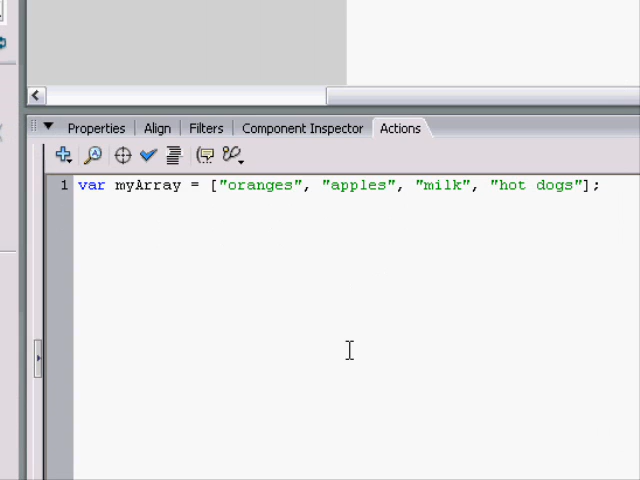 Properties Align Filters Component Inspector Actions
1 var myArray = ["oranges", "apples", "milk", "hot dogs"];